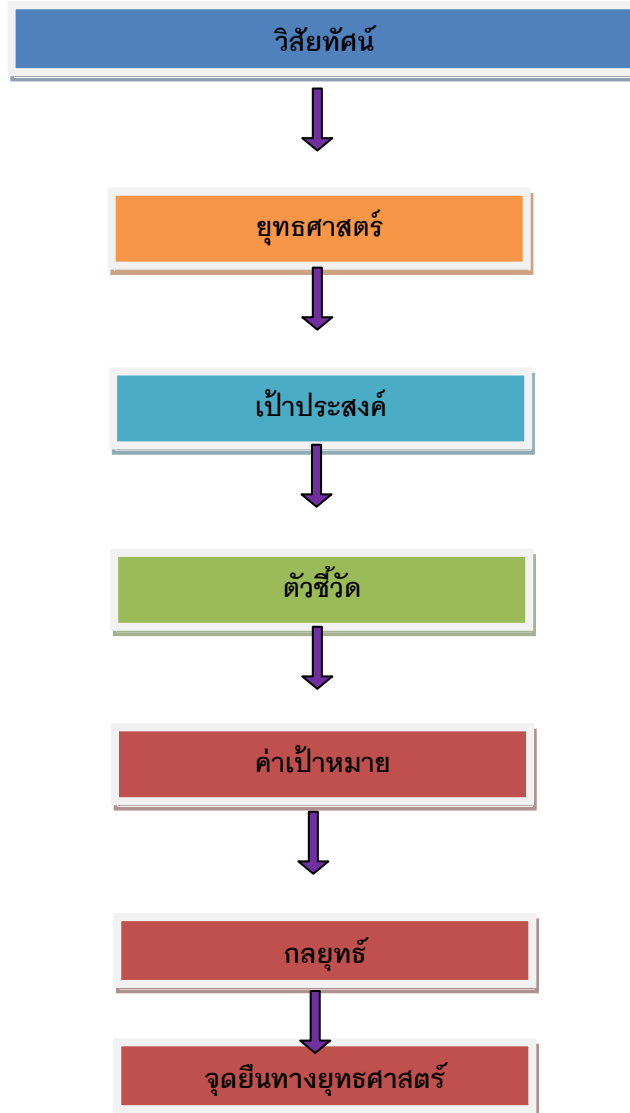 วิสัยทัศน์
ยุทธศาสตร์
เป้าประสงค์
ตัวชี้วัด
ค่าเป้าหมาย
กลยุทธ์
จุดยืนทางยุทธศาสตร์